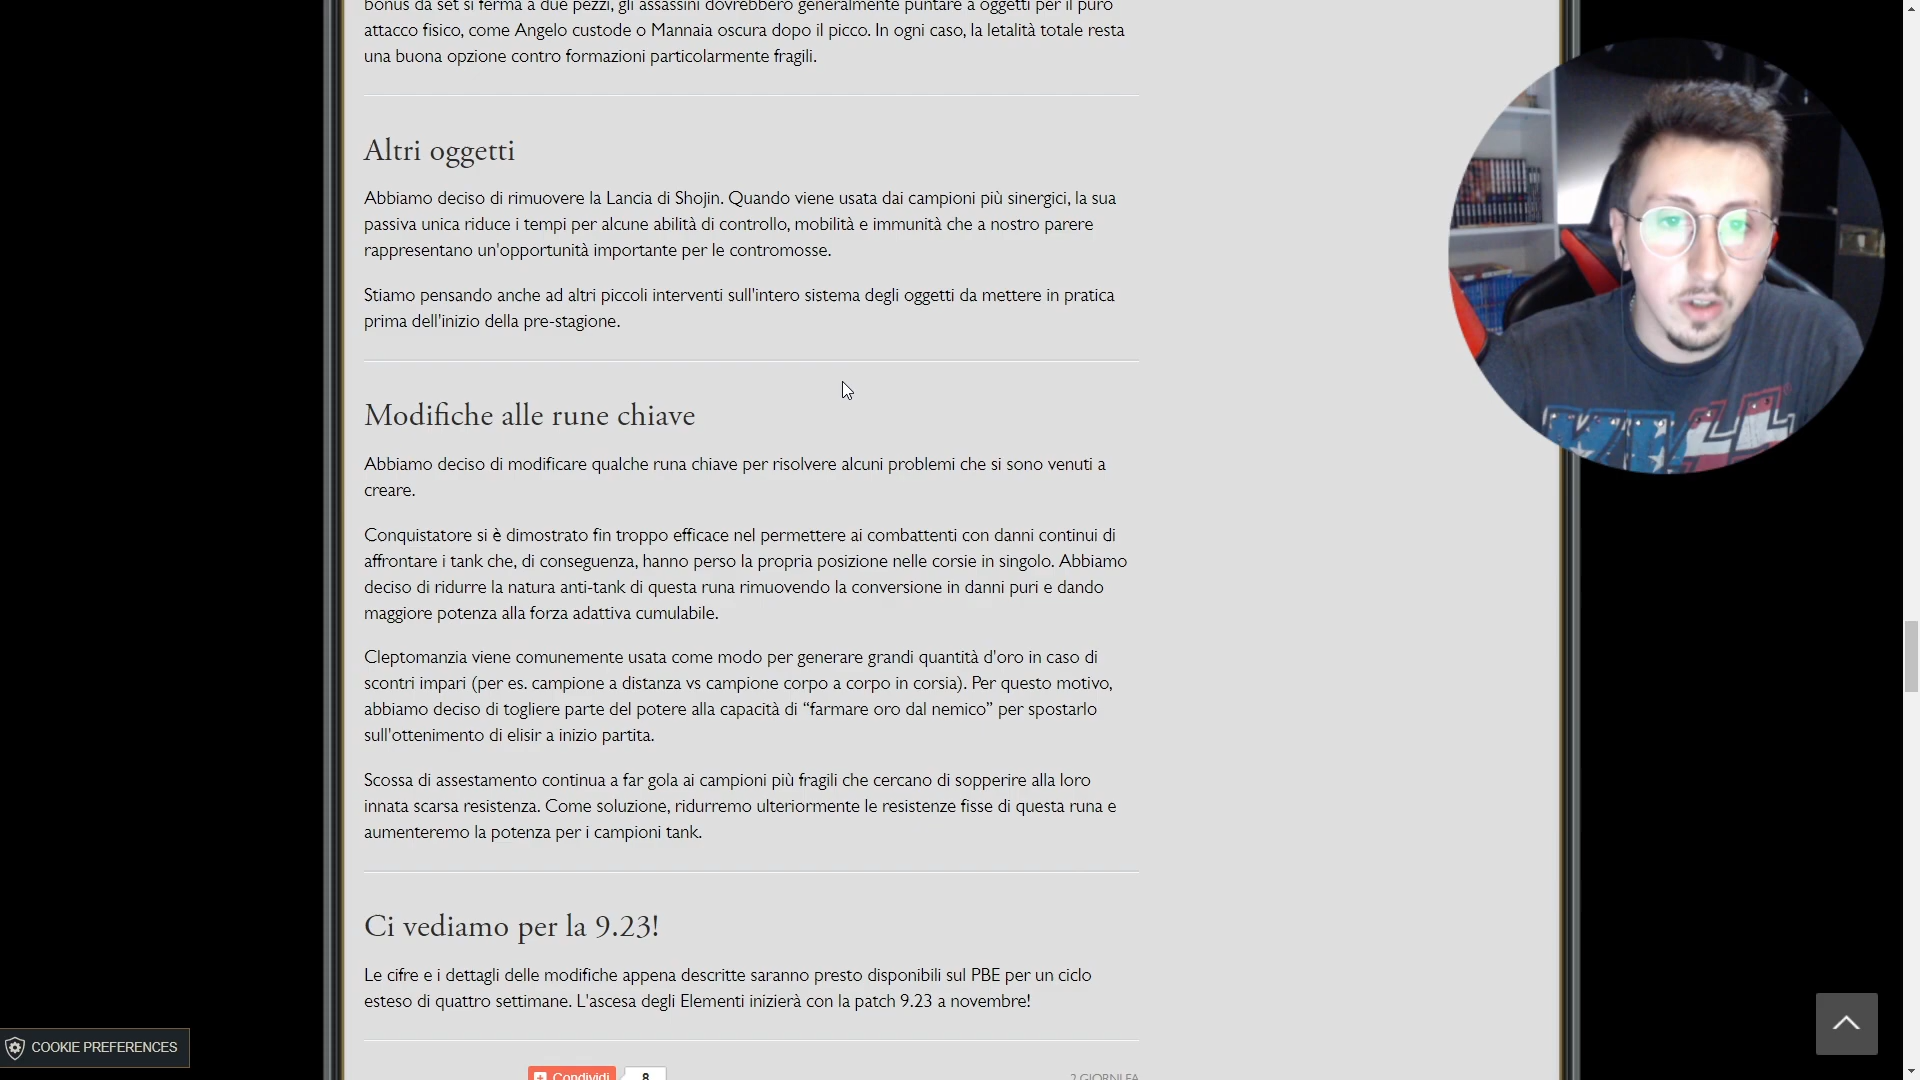 bonus da set si ferma a due pezzi, gli assassini dovrebbero generalmente puntare a oggetti per il puro
attacco fisico, come Angelo custode o Mannaia oscura dopo il picco. In ogni caso, la letalità totale resta
una buona opzione contro formazioni particolarmente fragili.
Altri oggetti
Abbiamo deciso di rimuovere la Lancia di Shojin. Quando viene usata dai campioni più sinergici, la sua
passiva unica riduce i tempi per alcune abilità di controllo, mobilità e immunità che a nostro parere
rappresentano un'opportunità importante per le contromosse.
Stiamo pensando anche ad altri piccoli interventi sull'intero sistema degli oggetti da mettere in pratica
prima dell'inizio della pre-stagione.
Modifiche alle rune chiave
Abbiamo deciso di modificare qualche runa chiave per risolvere alcuni problemi che si sono venuti a
creare.
Conquistatore si è dimostrato fin troppo efficace nel permettere ai combattenti con danni continui di
affrontare i tank che, di conseguenza, hanno perso la propria posizione nelle corsie in singolo. Abbiamo
deciso di ridurre la natura anti-tank di questa runa rimuovendo la conversione in danni puri e dando
maggiore potenza alla forza adattiva cumulabile.
Cleptomanzia viene comunemente usata come modo per generare grandi quantità d'oro in caso di
scontri impari (per es. campione a distanza vs campione corpo a corpo in corsia). Per questo motivo,
abbiamo deciso di togliere parte del potere alla capacità di “farmare oro dal nemico” per spostarlo
sull'ottenimento di elisir a inizio partita.
Scossa di assestamento continua a far gola ai campioni più fragili che cercano di sopperire alla loro
innata scarsa resistenza. Come soluzione, ridurremo ulteriormente le resistenze fisse di questa runa e
aumenteremo la potenza per i campioni tank.
Ci vediamo per la 9.23!
Le cifre e i dettagli delle modifiche appena descritte saranno presto disponibili sul PBE per un ciclo
esteso di quattro settimane. L'ascesa degli Elementi inizierà con la patch 9.23 a novembre!
COOKIE PREFERENCES
Condividi 8
2 GIORNI FA